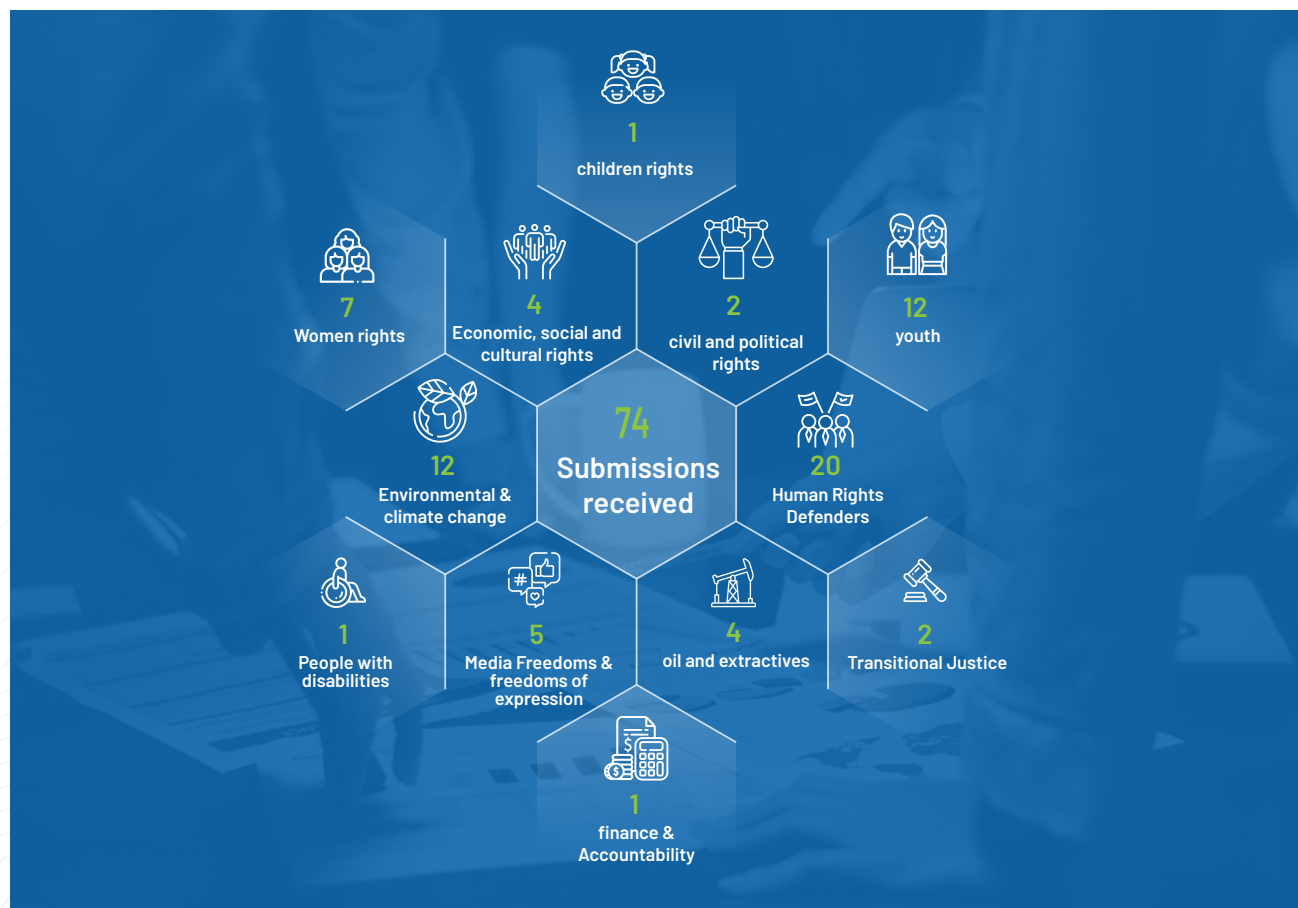 1
children rights
7
Women rights
4
Economic, social and
cultural rights
2
civil and political
rights
12
youth
12
Environmental &
climate change
74
Submissions
received
20
Human Rights
Defenders
1
People with
disabilities
5
Media Freedoms &
freedoms of
expression
4
oil and extractives
2
Transitional Justice
1
finance &
Accountability